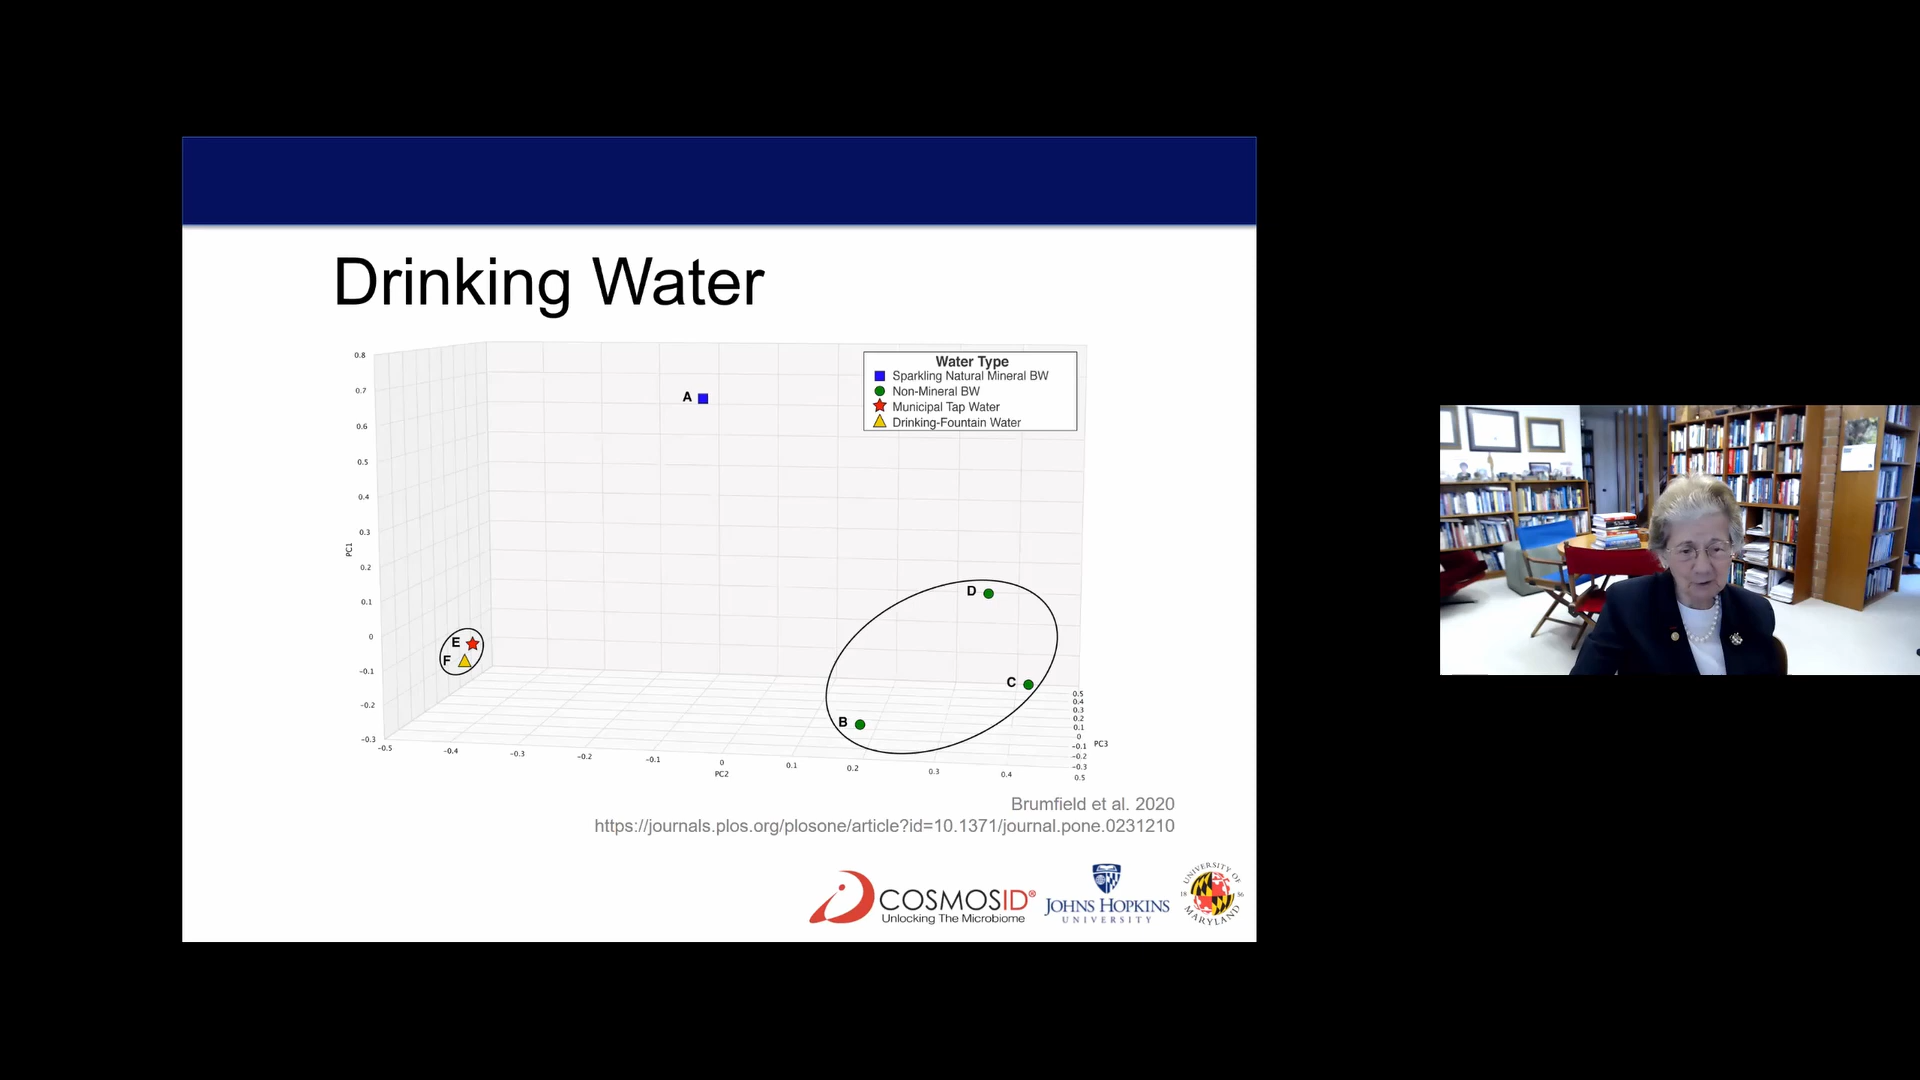 Drinking Water
Water Type
Sparkling Natural Mineral BW
Non-Mineral BW
Municipal Tap Water
Drinking-Fountain Water
0.8
0.7
0.6
0.5
0.4
0.3
0.2
0.1
0
-0.1
-0.2
-0.3
PC1
A
D
C
B
E
F
-0.5
-0.4
-0.3
-0.2
-0.1
0
0.1
0.2
0.3
0.4
0.5
PC2
0.5
0.4
0.3
0.2
0.1
0
-0.1
-0.2
-0.3
PC3
Brumfield et al. 2020
https://journals.plos.org/plosone/article?id=10.1371/journal.pone.0231210
COSMOSID®
Unlocking The Microbiome
JOHNS HOPKINS
UNIVERSITY
UNIVERSITY OF
18 56
MARYLAND